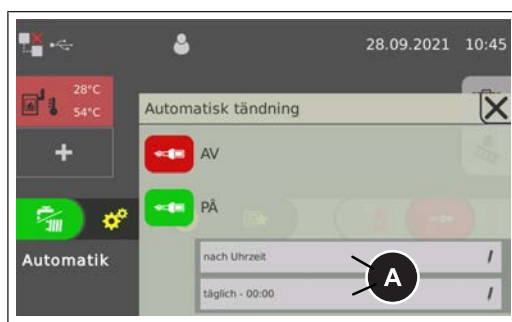 28.09.2021 10:45
28°C
54°C
Automatisk tändning
+
AV
PÅ
Automatik
nach Uhrzeit
täglich - 00:00
A